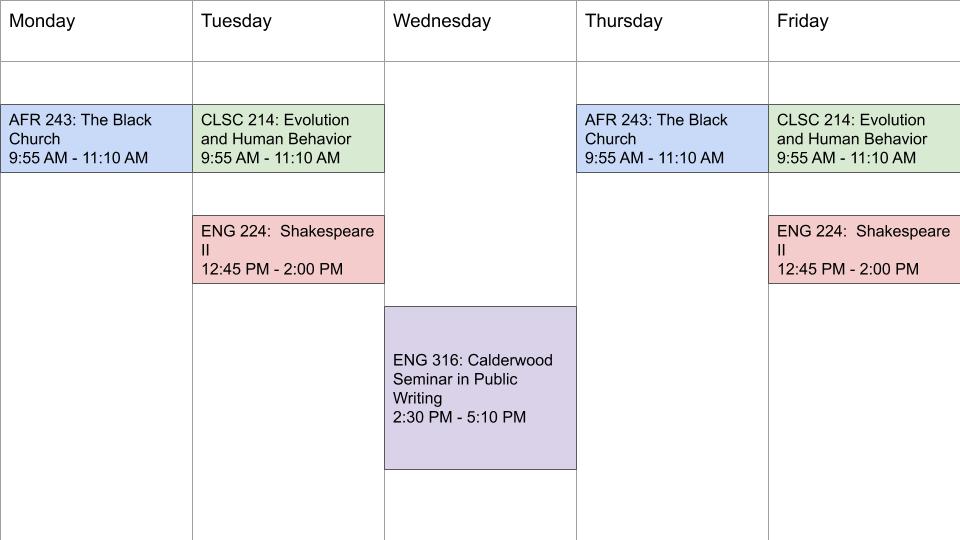 Monday
Tuesday
Wednesday
Thursday
Friday
AFR 243: The Black
Church
9:55 AM - 11:10 AM
CLSC 214: Evolution
and Human Behavior
9:55 AM - 11:10 AM
AFR 243: The Black
Church
9:55 AM - 11:10 AM
CLSC 214: Evolution
and Human Behavior
9:55 AM - 11:10 AM
ENG 224:  Shakespeare
II
12:45 PM - 2:00 PM
ENG 224:  Shakespeare
II
12:45 PM - 2:00 PM
ENG 316: Calderwood
Seminar in Public
Writing
2:30 PM - 5:10 PM